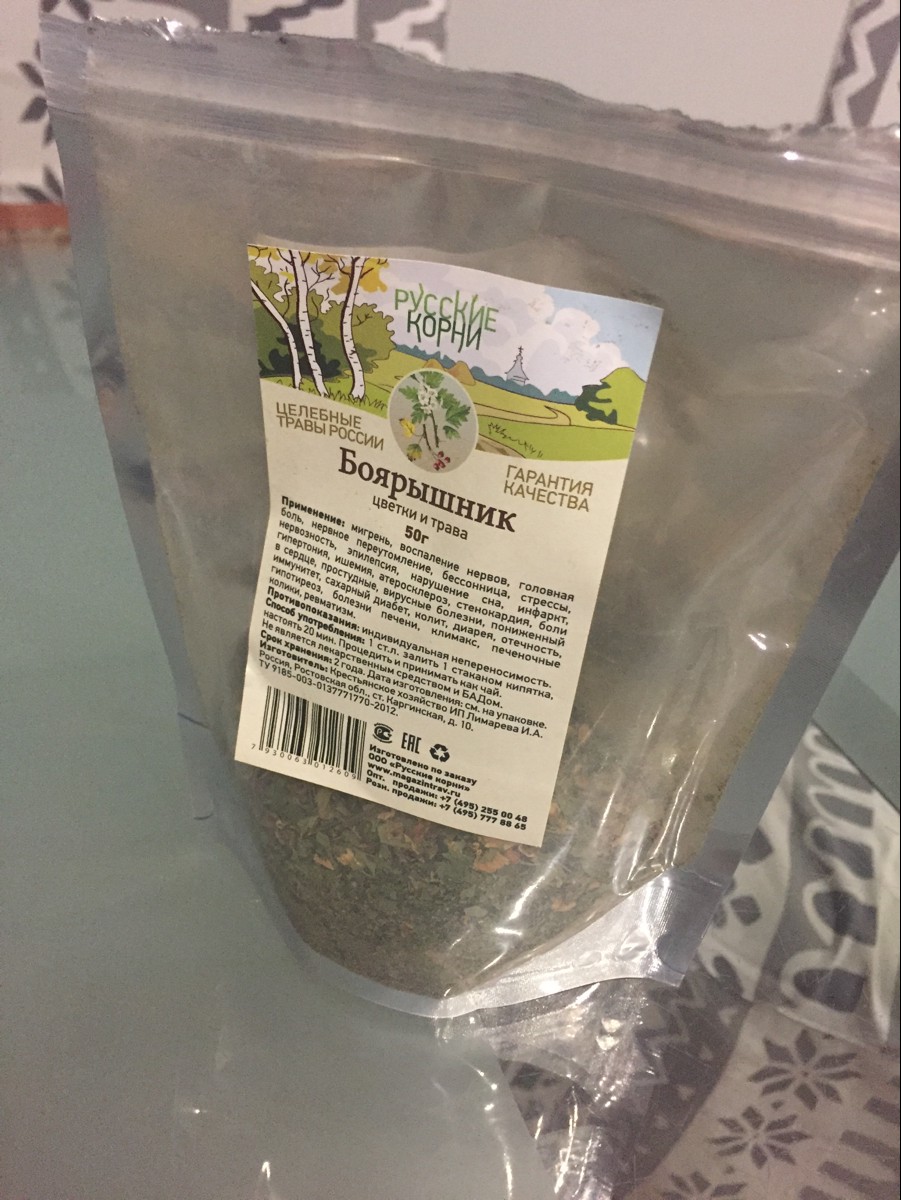 РУССКИЕ
КОРНИ
ЦЕЛЕБНЫЕ
ТРАВЫ РОССИИ
ГАРАНТИЯ
КАЧЕСТВА
Боярышник
цветки и трава
50г
Применение: мигрень, воспаление нервов, головная
боль, нервное переутомление, бессонница, стрессы,
нервозность, эпилепсия, нарушение сна, инфаркт,
гипертония, ишемия, атеросклероз, стенокардия, боли
в сердце, простудные, вирусные болезни, пониженный
иммунитет, сахарный диабет, колит, диарея, отечность,
гипотиреоз, болезни печени, климакс, печеночные
колики, ревматизм.
Противопоказания: индивидуальная непереносимость.
Способ употребления: 1 ст.л. залить 1 стаканом кипятка,
настоять 20 мин. Процедить и принимать как чай.
Не является лекарственным средством и БАДом.
Срок хранения: 2 года. Дата изготовления: см. на упаковке.
Изготовитель: Крестьянское хозяйство ИП Лимарева И.А.
Россия, Ростовская обл., ст. Каргинская, д. 10.
ТУ 9185-003-0137771770-2012.
7 930063 012609
ЕАС
Изготовлено по заказу
ООО «Русские корни»
www.magazintrav.ru
Опт. продажи: +7 (495) 255 00 48
Розн. продажи: +7 (495) 777 88 65